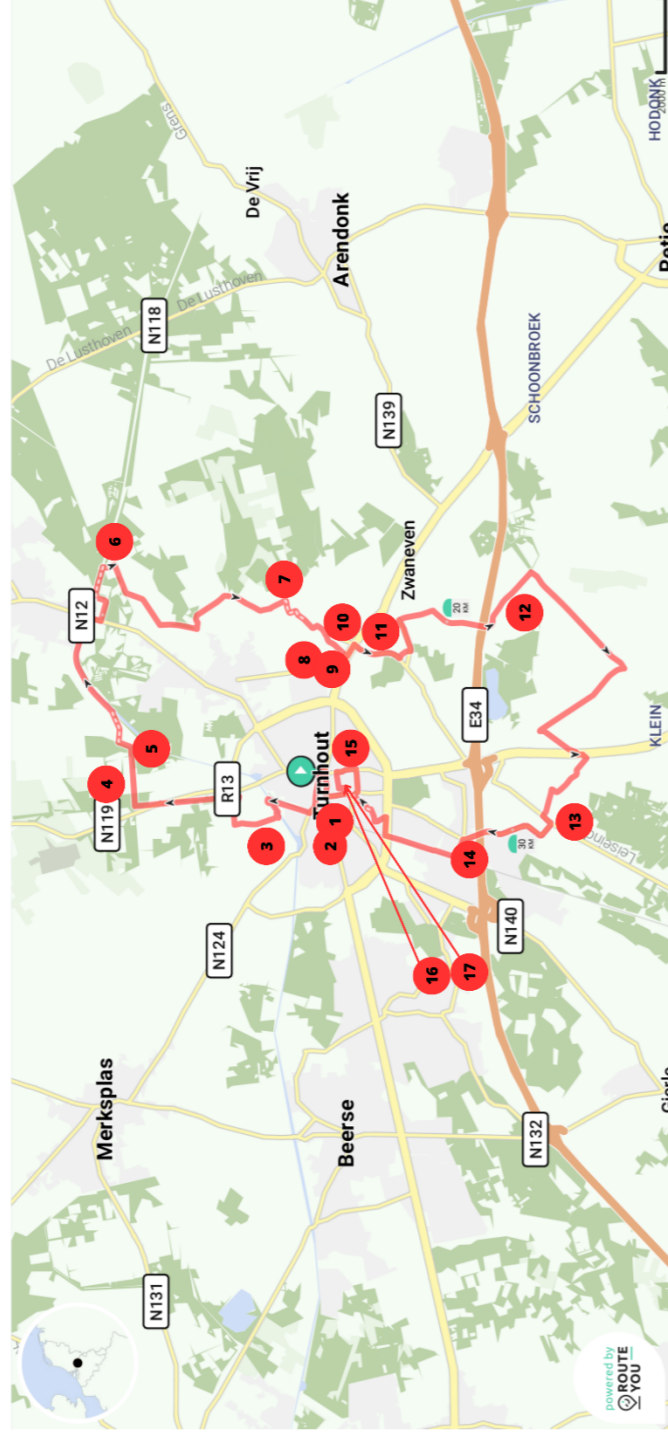 N131
Merksplas
N119
4
N12
6
De Lusthoven
5
N118
Grens
N124
R13
De Lusthoven
De Vrij
3
7
8
Turnhout
Beerse
2
1
9
10
Arendonk
15
11
N139
Zwaneven
16
20
KM
17
14
E34
N140
30
KM
12
SCHOONBROEK
N132
13
powered by
ROUTE
YOU
KLEIN
HODONK
2000 m